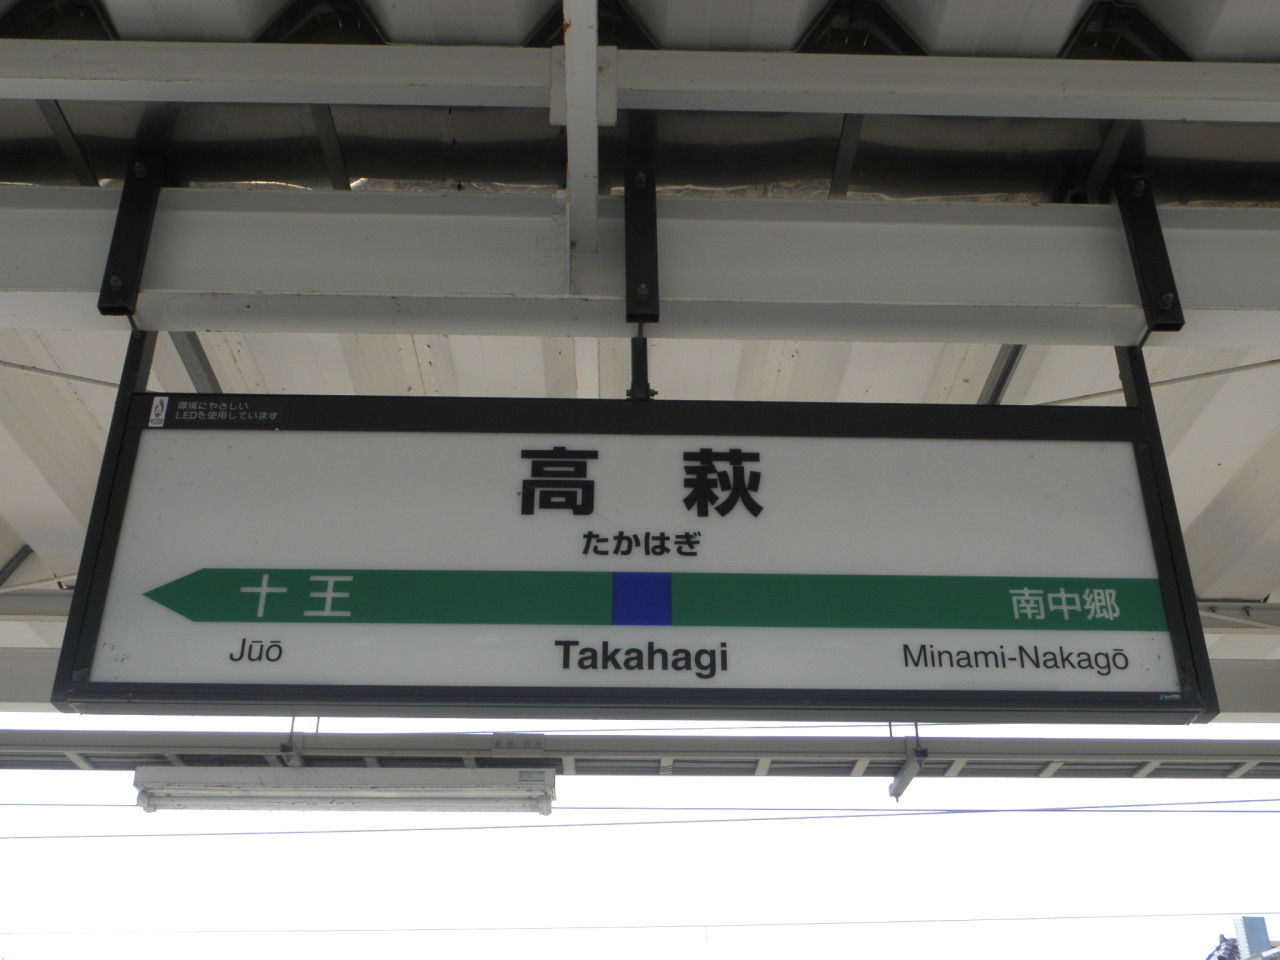 環境にやさしい
LEDを使用しています
高萩
たかはぎ
十王 南中郷
Jūō Takahagi Minami-Nakagō